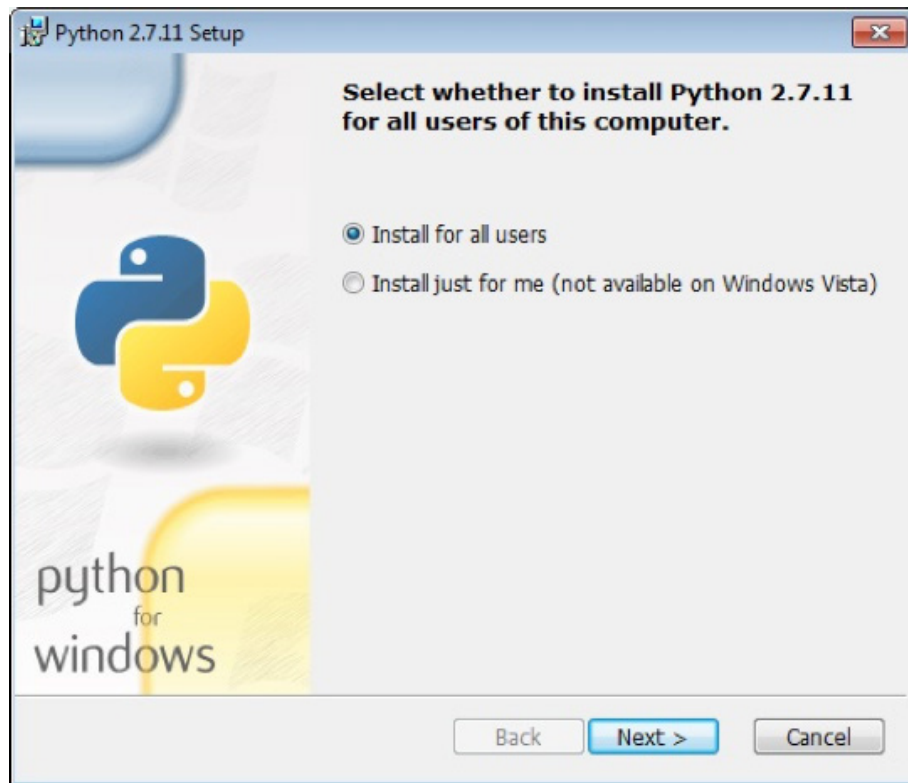 Python 2.7.11 Setup
Select whether to install Python 2.7.11
for all users of this computer.
Install for all users
Install just for me (not available on Windows Vista)
python
for
windows
Back
Next >
Cancel